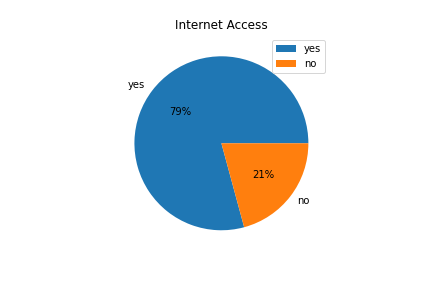 Internet Access
yes
no
yes
79%
21%
no